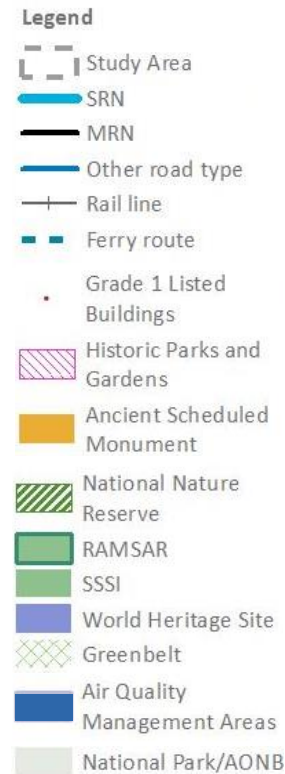 Legend
Study Area
SRN
MRN
Other road type
Rail line
Ferry route
Grade 1 Listed
Buildings
Historic Parks and
Gardens
Ancient Scheduled
Monument
National Nature
Reserve
RAMSAR
SSSI
World Heritage Site
Greenbelt
Air Quality
Management Areas
National Park/AONB